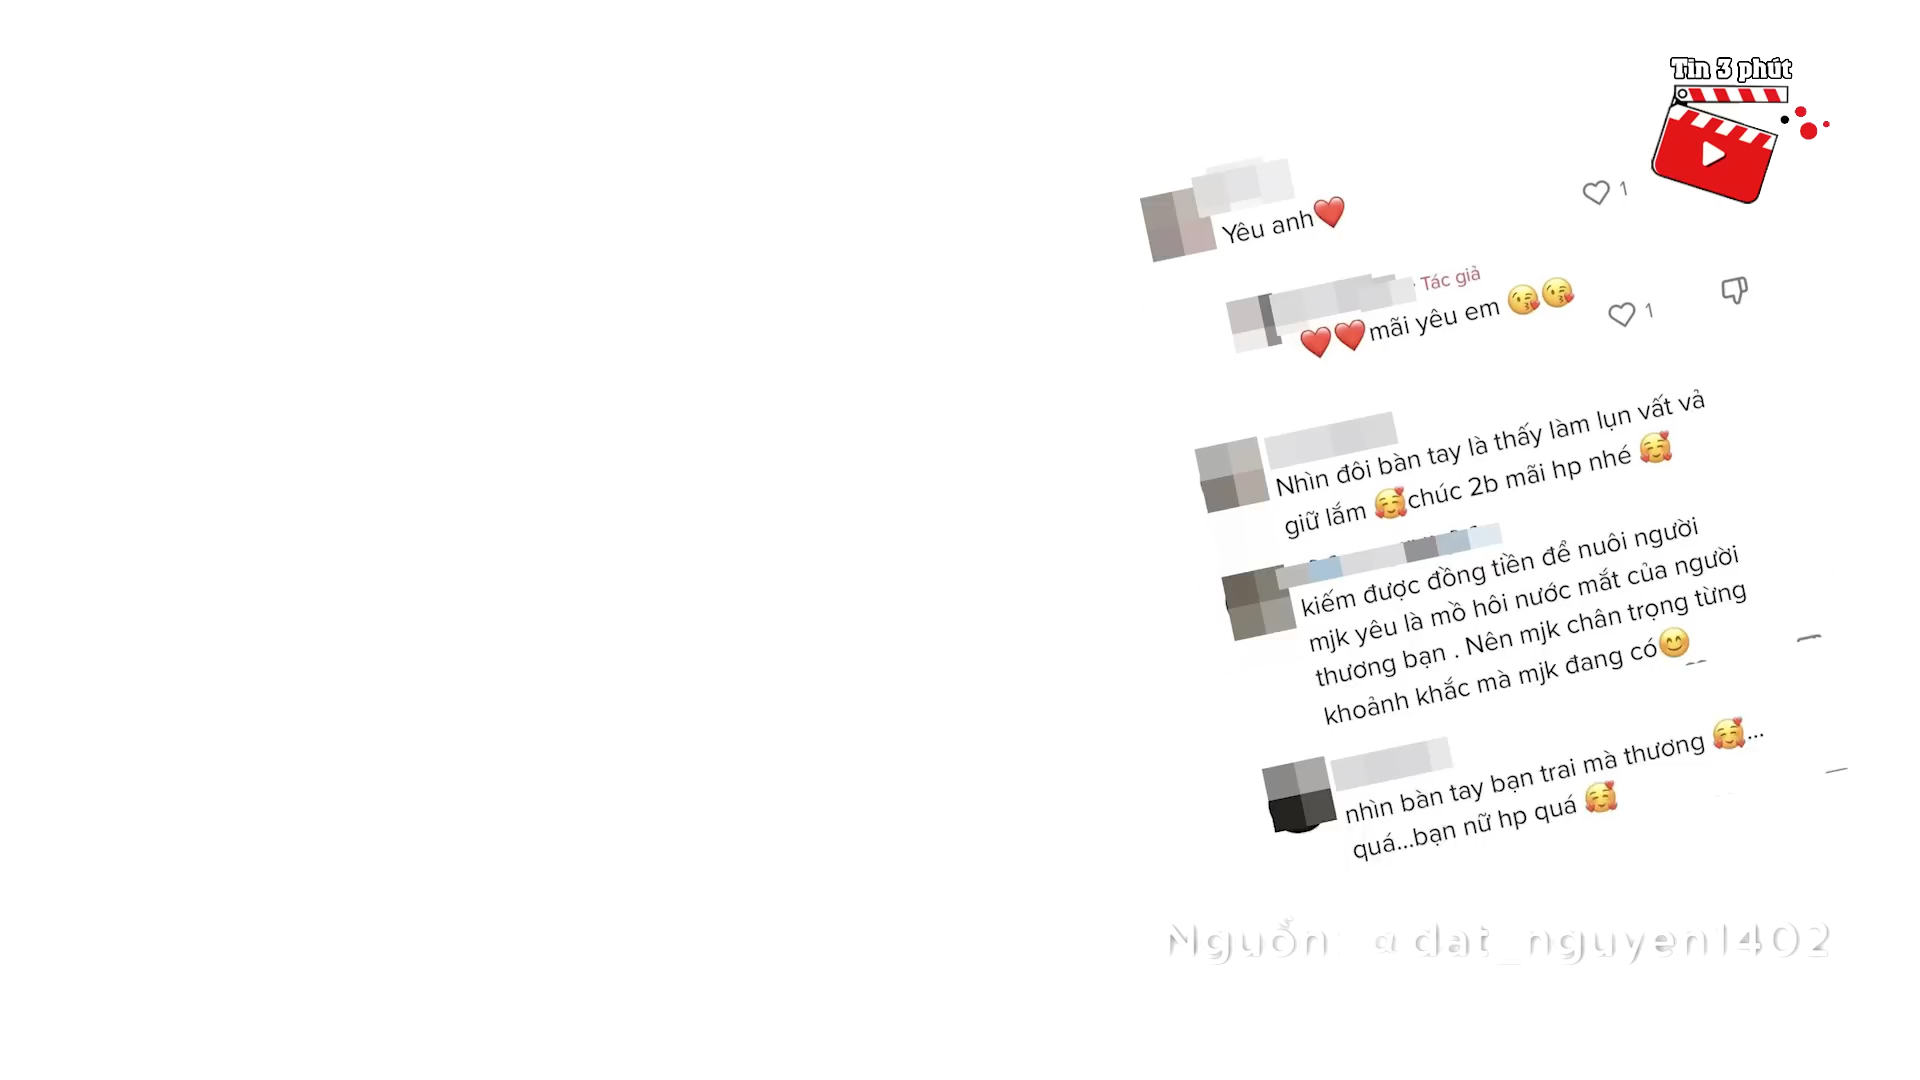 Tin 3 phút
1
Yêu anh❤️
Tác giả
❤️❤️mãi yêu em 😘😘
1
Nhìn đôi bàn tay là thấy làm lụn vất vả
giữ lắm 🥰chúc 2b mãi hp nhé 🥰
kiếm được đồng tiền để nuôi người
mjk yêu là mồ hôi nước mắt của người
thương bạn . Nên mjk chân trọng từng
khoảnh khắc mà mjk đang có😊
nhìn bàn tay bạn trai mà thương 🥰...
quá...bạn nữ hp quá 🥰
Nguồn: @dat_nguyen1402